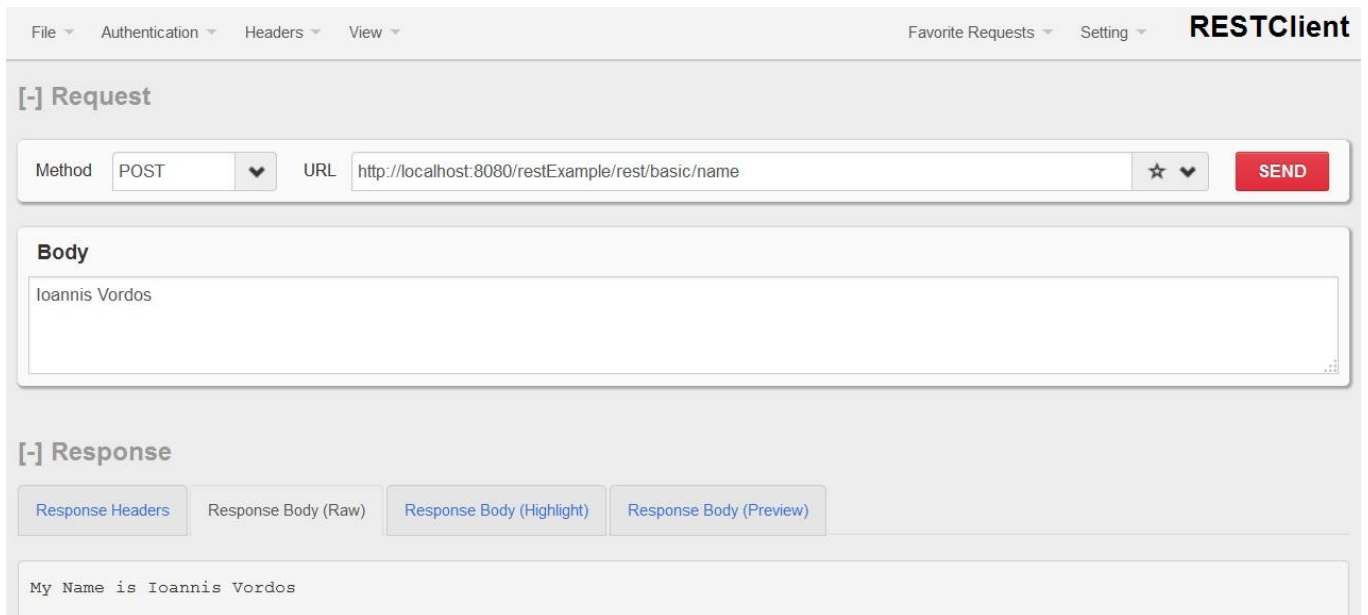 File Authentication Headers View Favorite Requests Setting RESTClient
[-] Request
Method POST URL http://localhost:8080/restExample/rest/basic/name SEND
Body
Ioannis Vordos
[-] Response
Response Headers Response Body (Raw) Response Body (Highlight) Response Body (Preview)
My Name is Ioannis Vordos